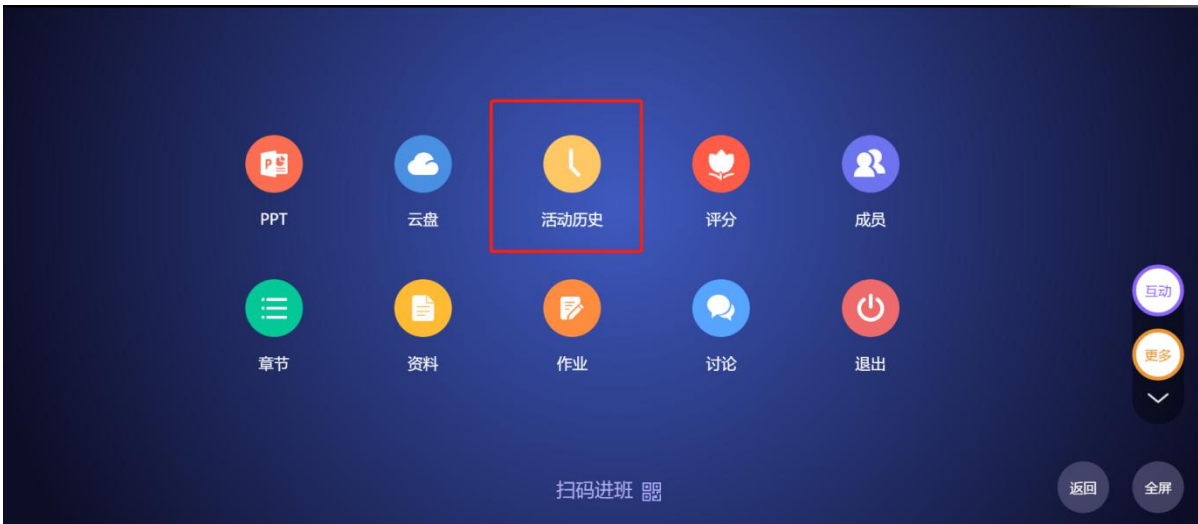 PPT
云盘
活动历史
评分
成员
章节
资料
作业
讨论
退出
互动
更多
扫码进班
返回
全屏